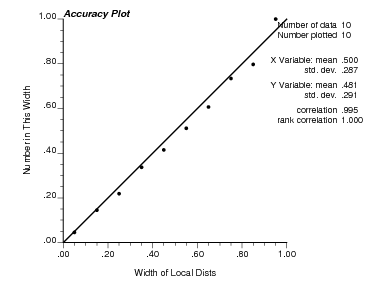 Accuracy Plot
Number of data 10
Number plotted 10
X Variable: mean .500
std. dev. .287
Y Variable: mean .481
std. dev. .291
correlation .995
rank correlation 1.000
Number in This Width
1.00
.80
.60
.40
.20
.00
.00 .20 .40 .60 .80 1.00
Width of Local Dists